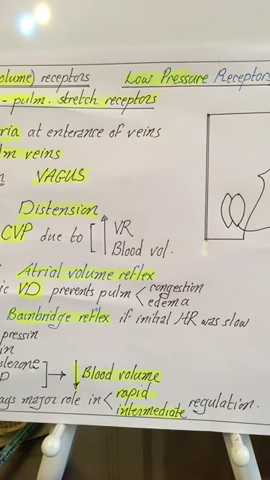 olume) receptors Low Pressure Receptors
- pulm. stretch receptors
ria at enterance of veins
lm veins
VAGUS
Distension
CVP due to [↑ VR
Blood vol.
Atrial volume reflex
ic VD prevents pulm < congestion
edema
Bainbridge reflex if initial HR was slow
pressin
in
sterone
P ] → ↓ Blood volume
ays major role in < rapid
intermediate regulation.